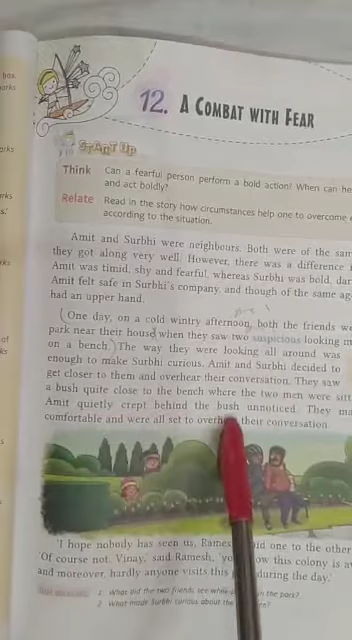 box.
12. A COMBAT WITH FEAR
START UP
Think Can a fearful person perform a bold action? When can he
and act boldly?
Relate Read in the story how circumstances help one to overcome
according to the situation.
Amit and Surbhi were neighbours. Both were of the sam
they got along very well. However, there was a difference
Amit was timid, shy and fearful, whereas Surbhi was bold, dar
Amit felt safe in Surbhi's company, and though of the same ag
had an upper hand.
One day, on a cold wintry afternoon, both the friends we
park near their house when they saw two suspicious looking m
on a bench. The way they were looking all around was
enough to make Surbhi curious. Amit and Surbhi decided to
get closer to them and overhear their conversation. They saw
a bush quite close to the bench where the two men were sitt
Amit quietly crept behind the bush unnoticed. They ma
comfortable and were all set to overh their conversation.
'I hope nobody has seen us, Rames said one to the other
'Of course not, Vinay,' said Ramesh, 'yo ow this colony is a
and moreover, hardly anyone visits this during the day.'
1. What did the two friends see while in the park?
2. What made Surbhi curious about the en?